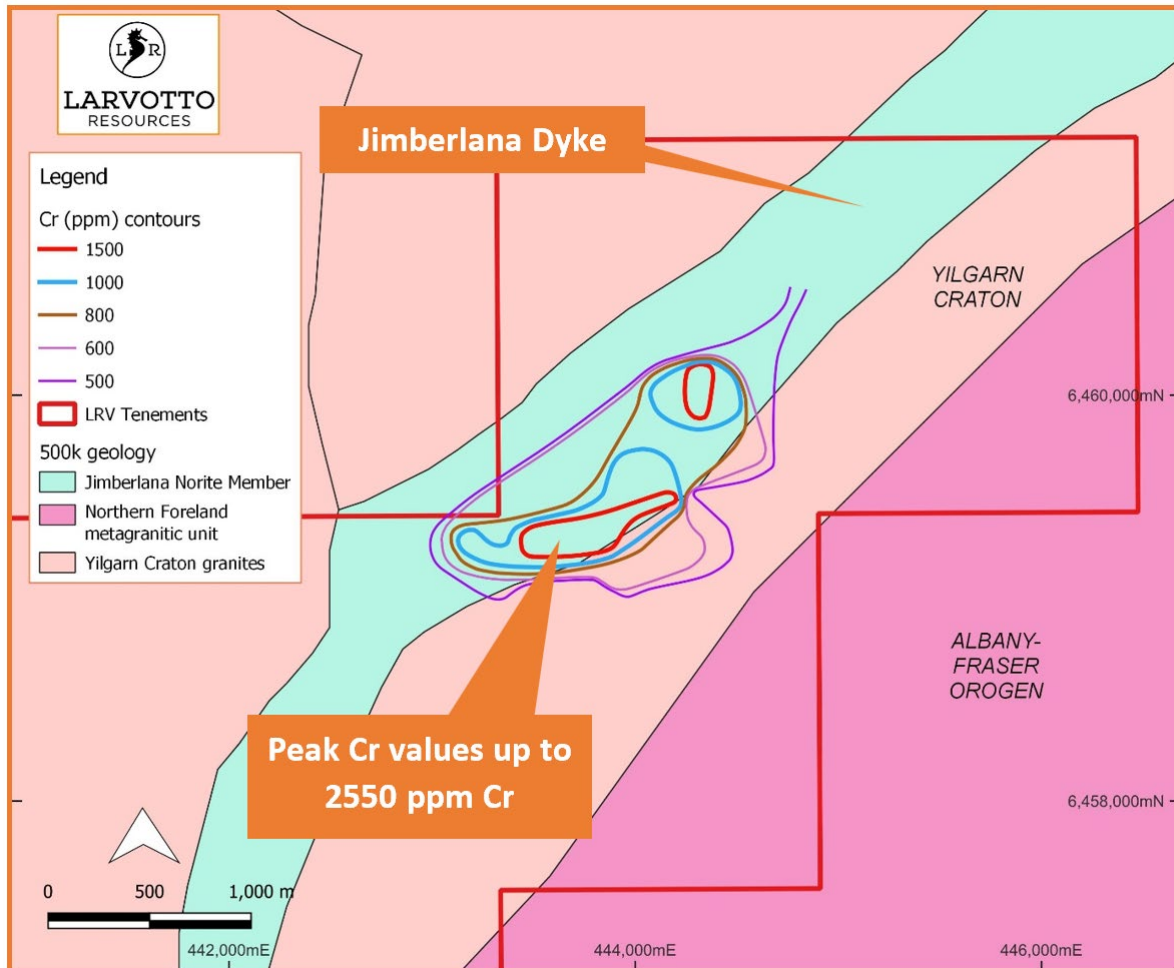 L R
LARVOTTO
RESOURCES
Jimberlana Dyke
Legend
Cr (ppm) contours
1500
1000
800
600
500
LRV Tenements
500k geology
Jimberlana Norite Member
Northern Foreland
metagranitic unit
Yilgarn Craton granites
YILGARN
CRATON
6,460,000mN
ALBANY-
FRASER
OROGEN
Peak Cr values up to
2550 ppm Cr
6,458,000mN
0 500 1,000 m
442,000mE 444,000mE 446,000mE